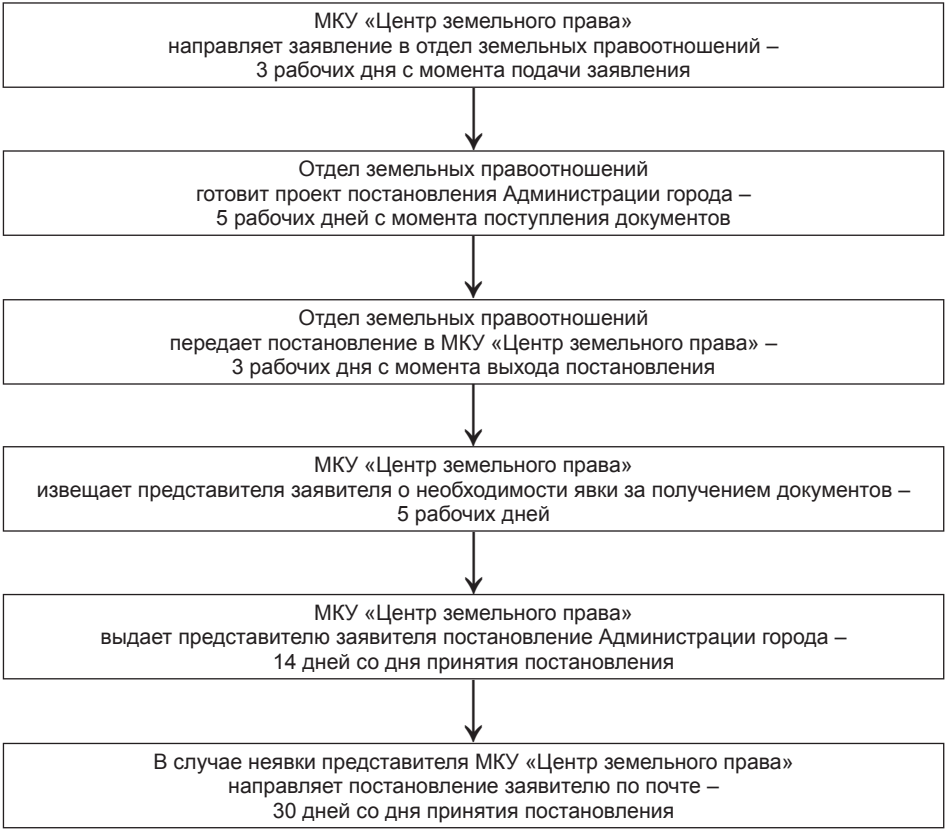 МКУ «Центр земельного права»
направляет заявление в отдел земельных правоотношений –
3 рабочих дня с момента подачи заявления
Отдел земельных правоотношений
готовит проект постановления Администрации города –
5 рабочих дней с момента поступления документов
Отдел земельных правоотношений
передает постановление в МКУ «Центр земельного права» –
3 рабочих дня с момента выхода постановления
МКУ «Центр земельного права»
извещает представителя заявителя о необходимости явки за получением документов –
5 рабочих дней
МКУ «Центр земельного права»
выдает представителю заявителя постановление Администрации города –
14 дней со дня принятия постановления
В случае неявки представителя МКУ «Центр земельного права»
направляет постановление заявителю по почте –
30 дней со дня принятия постановления